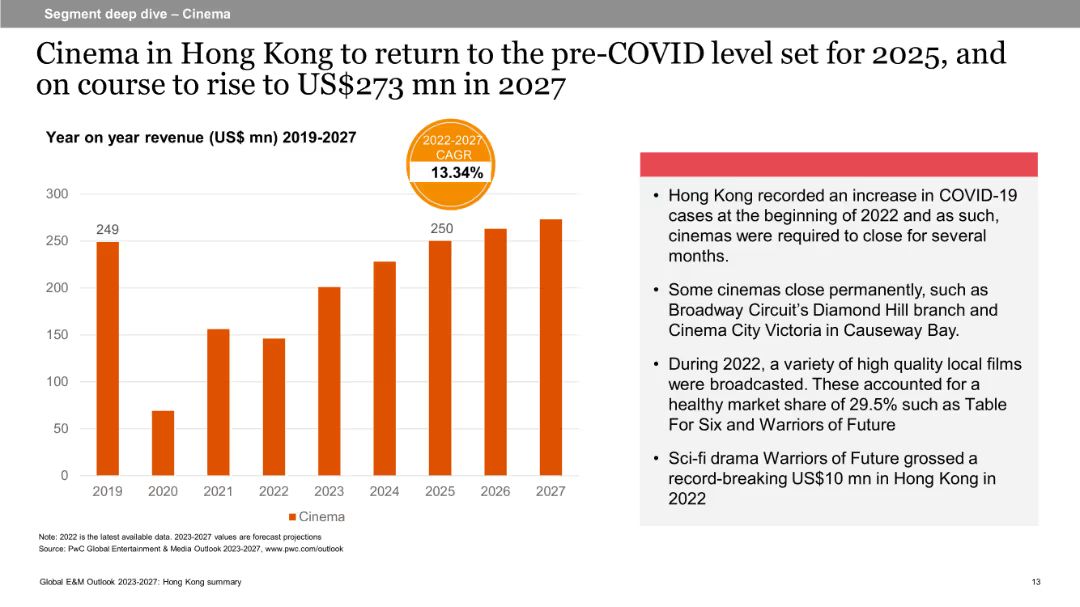 Segment deep dive – Cinema
Cinema in Hong Kong to return to the pre-COVID level set for 2025, and
on course to rise to US$273 mn in 2027
Year on year revenue (US$ mn) 2019-2027
2022-2027
CAGR
13.34%
300
250
200
150
100
50
0
249
250
2019
2020
2021
2022
2023
2024
2025
2026
2027
Cinema
• Hong Kong recorded an increase in COVID-19
cases at the beginning of 2022 and as such,
cinemas were required to close for several
months.
• Some cinemas close permanently, such as
Broadway Circuit's Diamond Hill branch and
Cinema City Victoria in Causeway Bay.
• During 2022, a variety of high quality local films
were broadcasted. These accounted for a
healthy market share of 29.5% such as Table
For Six and Warriors of Future
• Sci-fi drama Warriors of Future grossed a
record-breaking US$10 mn in Hong Kong in
2022
Note: 2022 is the latest available data. 2023-2027 values are forecast projections
Source: PwC Global Entertainment & Media Outlook 2023-2027, www.pwc.com/outlook
Global E&M Outlook 2023-2027: Hong Kong summary
13